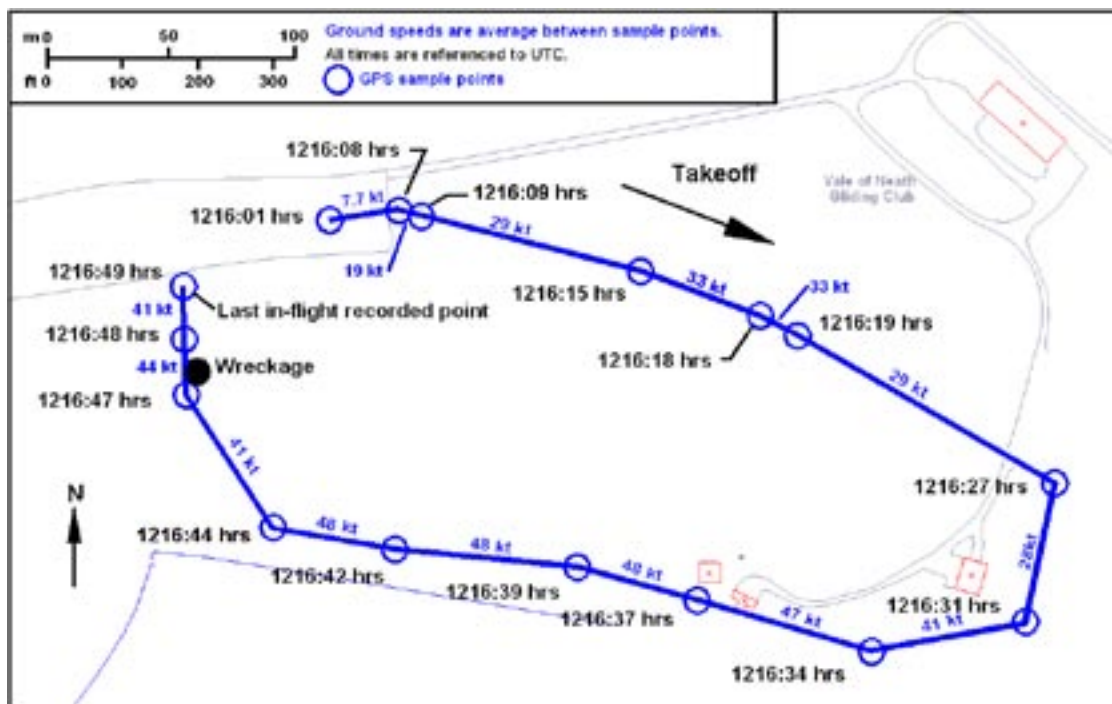 m 0 50 100
ft 0 100 200 300
Ground speeds are average between sample points.
All times are referenced to UTC.
GPS sample points
1216:08 hrs
1216:09 hrs
Takeoff
Vale of Neath
Gliding Club
1216:01 hrs
7.7 kt
19 kt
29 kt
1216:15 hrs
33 kt
33 kt
1216:18 hrs
1216:19 hrs
29 kt
1216:49 hrs
Last in-flight recorded point
41 kt
1216:48 hrs
44 kt
Wreckage
1216:47 hrs
41 kt
N
1216:27 hrs
28kt
1216:44 hrs
48 kt
1216:42 hrs
48 kt
1216:39 hrs
48 kt
1216:37 hrs
47 kt
1216:31 hrs
41 kt
1216:34 hrs